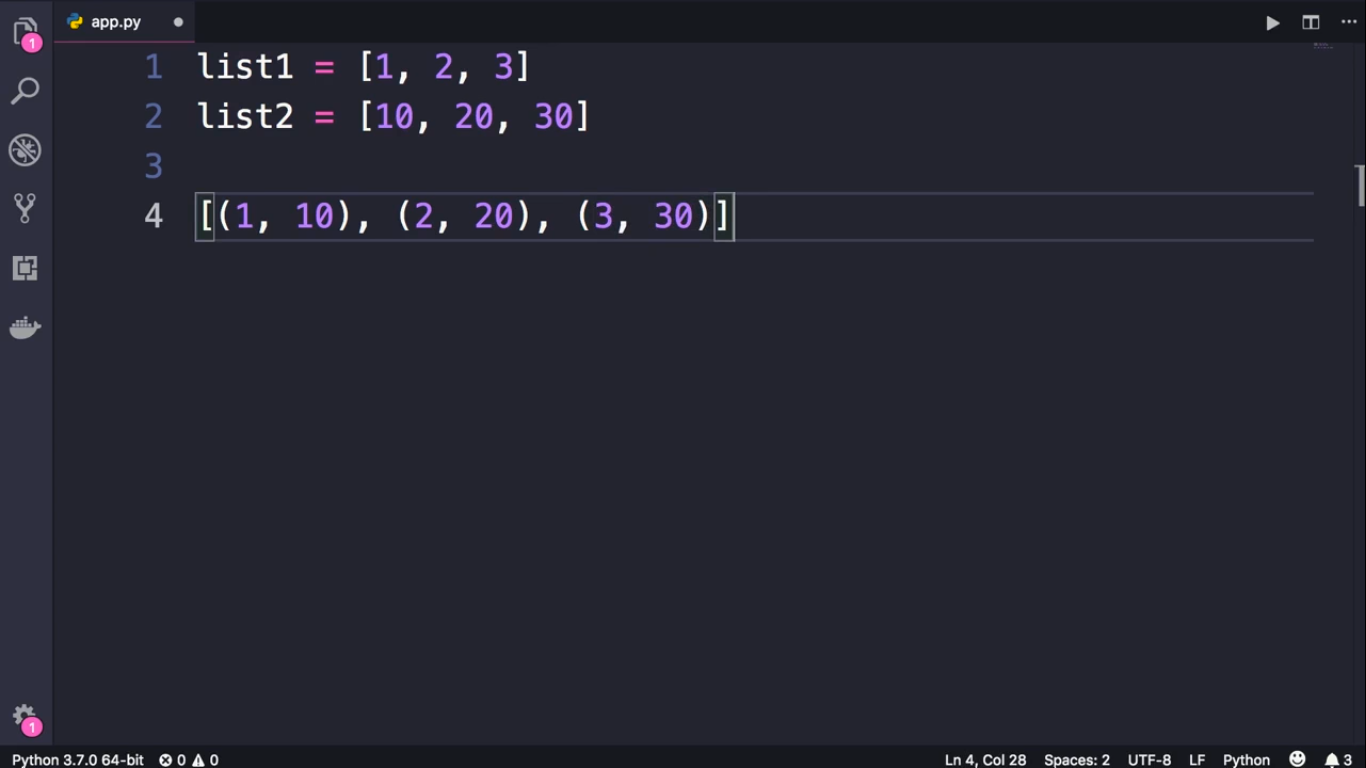 app.py
1 list1 = [1, 2, 3]
2 list2 = [10, 20, 30]
3
4 [(1, 10), (2, 20), (3, 30)]
1
1
Python 3.7.0 64-bit 0 0 Ln 4, Col 28 Spaces: 2 UTF-8 LF Python 3